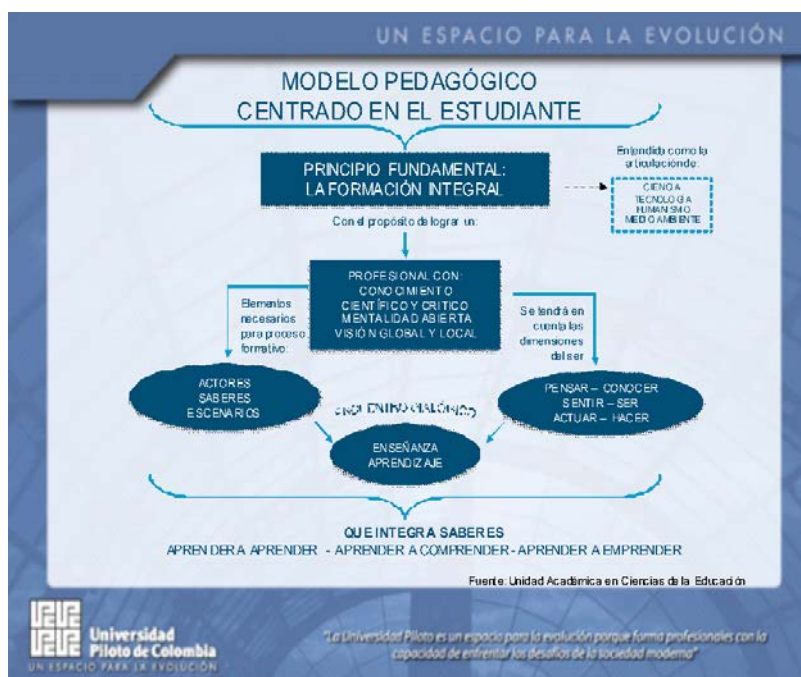 UN ESPACIO PARA LA EVOLUCIÓN
MODELO PEDAGÓGICO
CENTRADO EN EL ESTUDIANTE
PRINCIPIO FUNDAMENTAL:
LA FORMACIÓN INTEGRAL
Entendida como la
articulación de:
CIENCIA
TECNOLOGIA
HUMANISMO
MEDIO AMBIENTE
Con el propósito de lograr un:
PROFESIONAL CON:
CONOCIMIENTO
CIENTÍFICO Y CRITICO
MENTALIDAD ABIERTA
VISIÓN GLOBAL Y LOCAL
Elementos
necesarios
para proceso
formativo:
Se tendrá en
cuenta las
dimensiones
del ser
ACTORES
SABERES
ESCENARIOS
PENSAR – CONOCER
SENTIR – SER
ACTUAR – HACER
ENCUENTRO DIALÓGICO
ENSEÑANZA
APRENDIZAJE
QUE INTEGRA SABERES
APRENDER A APRENDER - APRENDER A COMPRENDER - APRENDER A EMPRENDER
Fuente: Unidad Académica en Ciencias de la Educación
Universidad
Piloto de Colombia
UN ESPACIO PARA LA EVOLUCIÓN
"La Universidad Piloto es un espacio para la evolución porque forma profesionales con la
capacidad de enfrentar los desafíos de la sociedad moderna"